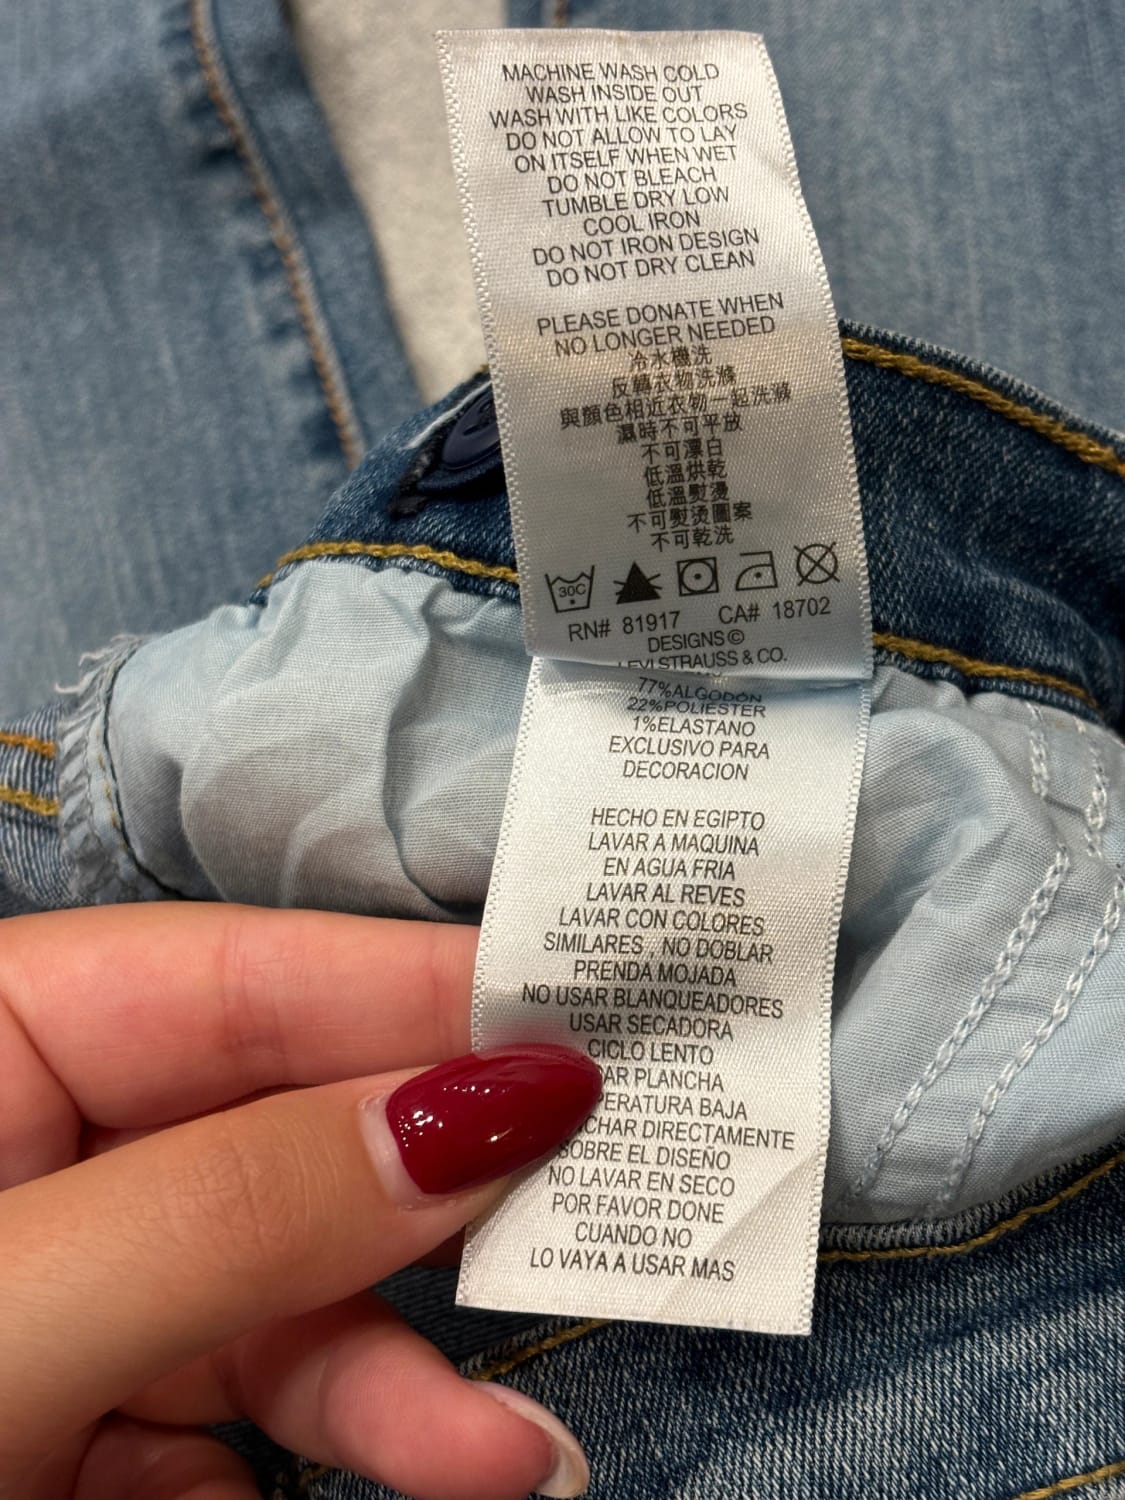 MACHINE WASH COLD
WASH INSIDE OUT
WASH WITH LIKE COLORS
DO NOT ALLOW TO LAY
ON ITSELF WHEN WET
DO NOT BLEACH
TUMBLE DRY LOW
COOL IRON
DO NOT IRON DESIGN
DO NOT DRY CLEAN
PLEASE DONATE WHEN
NO LONGER NEEDED
冷水機洗
反轉衣物洗滌
與顏色相近衣物一起洗滌
濕時不可平放
不可漂白
低溫烘乾
低溫熨燙
不可熨燙圖案
不可乾洗
30C
RN# 81917 CA# 18702
DESIGNS©
LEVI STRAUSS & CO.
77%ALGODÓN
22%POLIESTER
1%ELASTANO
EXCLUSIVO PARA
DECORACION
HECHO EN EGIPTO
LAVAR A MAQUINA
EN AGUA FRIA
LAVAR AL REVES
LAVAR CON COLORES
SIMILARES , NO DOBLAR
PRENDA MOJADA
NO USAR BLANQUEADORES
USAR SECADORA
CICLO LENTO
PLANCHA
BAJA
DIRECTAMENTE
SOBRE EL DISEÑO
NO LAVAR EN SECO
POR FAVOR DONE
CUANDO NO
LO VAYA A USAR MAS